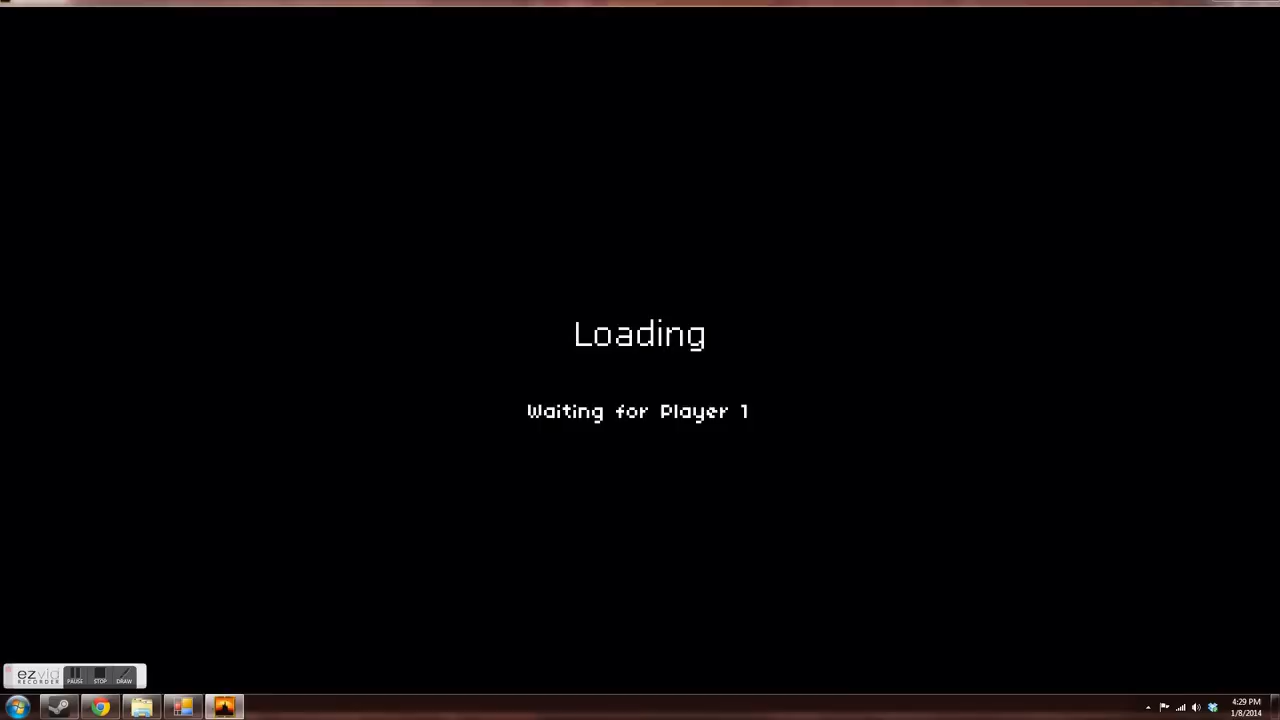 Loading
Waiting for Player 1
ezvid
RECORDER
PAUSE
STOP
DRAW
4:29 PM
1/8/2014